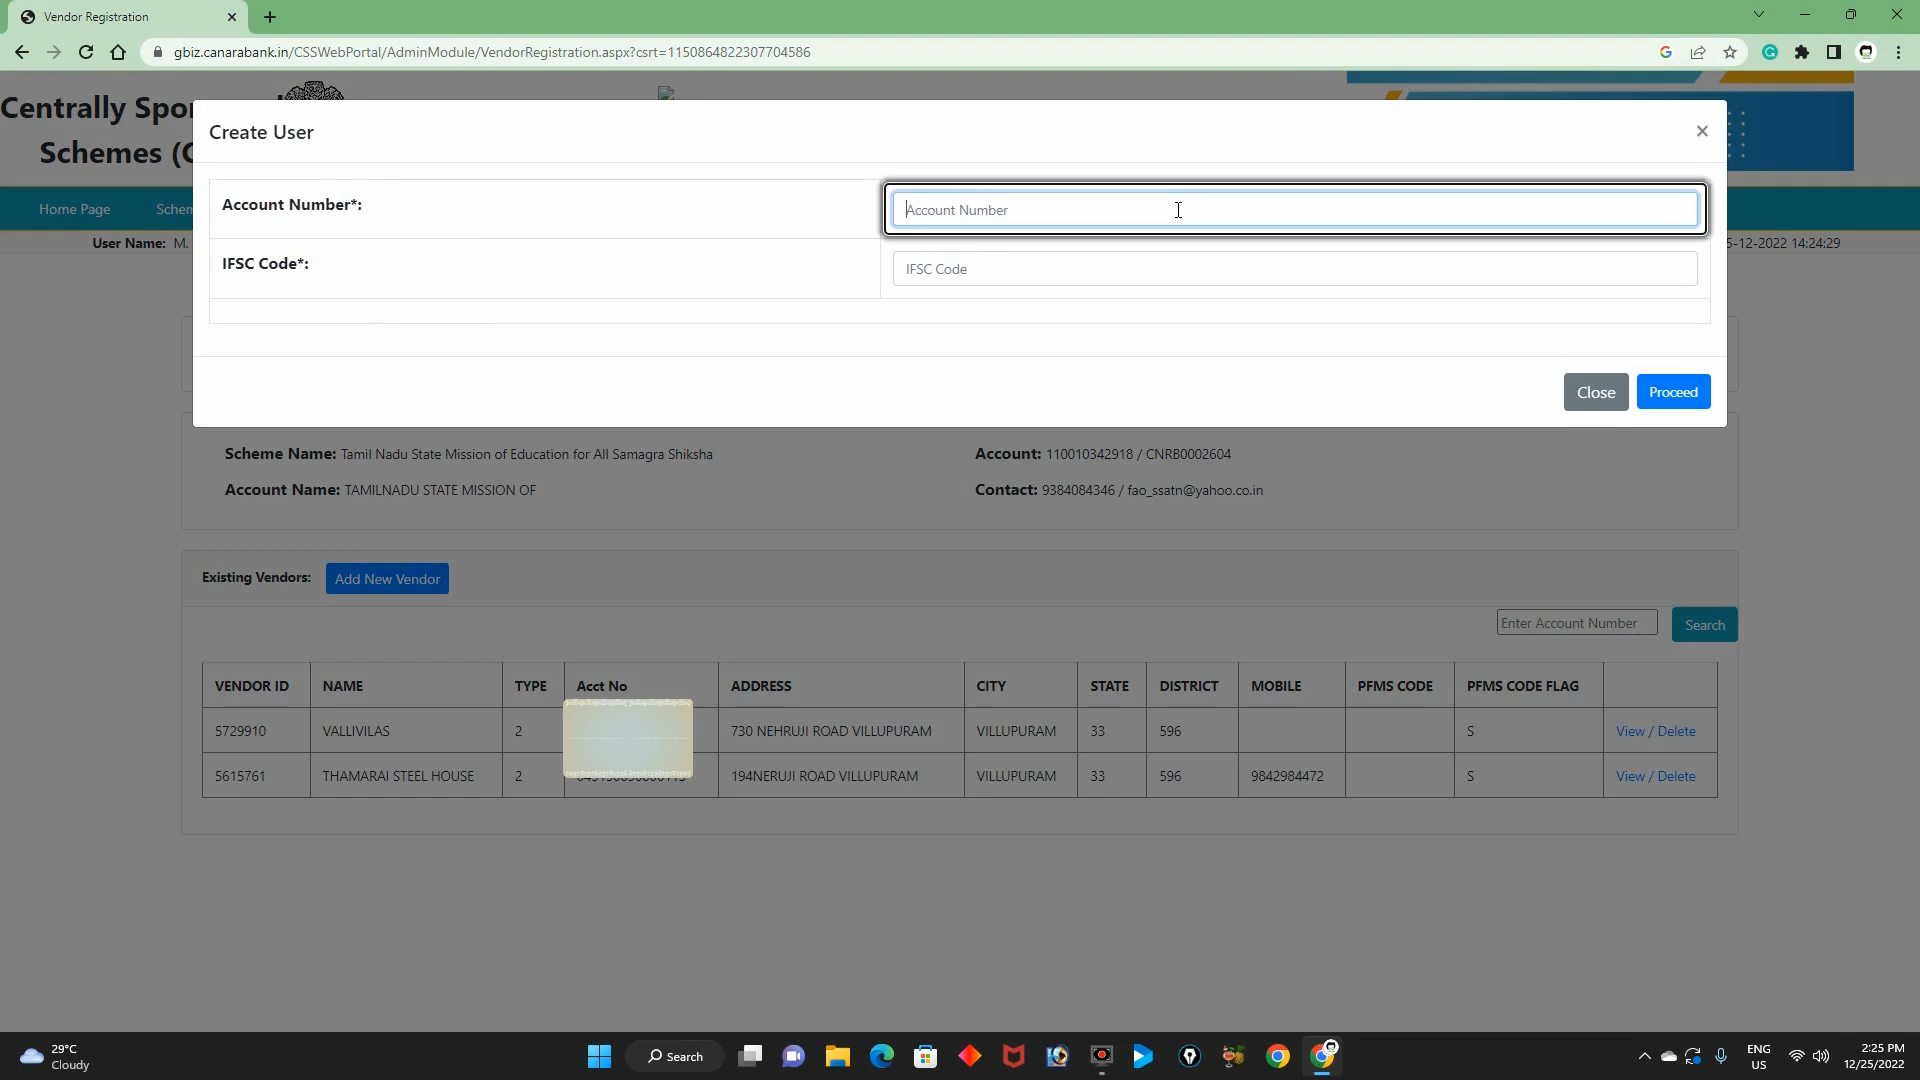 Vendor Registration
gbiz.canarabank.in/CSSWebPortal/AdminModule/VendorRegistration.aspx?csrt=1150864822307704586
Centrally Spo
Schemes (C
Create User
Account Number*:
Account Number
IFSC Code*:
IFSC Code
Close
Proceed
Home Page
Schen
User Name: M.
5-12-2022 14:24:29
Scheme Name: Tamil Nadu State Mission of Education for All Samagra Shiksha
Account: 110010342918 / CNRB0002604
Account Name: TAMILNADU STATE MISSION OF
Contact: 9384084346 / fao_ssatn@yahoo.co.in
Existing Vendors:
Add New Vendor
Enter Account Number
Search
VENDOR ID NAME TYPE Acct No ADDRESS CITY STATE DISTRICT MOBILE PFMS CODE PFMS CODE FLAG
5729910 VALLIVILAS 2 730 NEHRUJI ROAD VILLUPURAM VILLUPURAM 33 596 S View / Delete
5615761 THAMARAI STEEL HOUSE 2 194NERUJI ROAD VILLUPURAM VILLUPURAM 33 596 9842984472 S View / Delete
29°C
Cloudy
Search
ENG
US
2:25 PM
12/25/2022